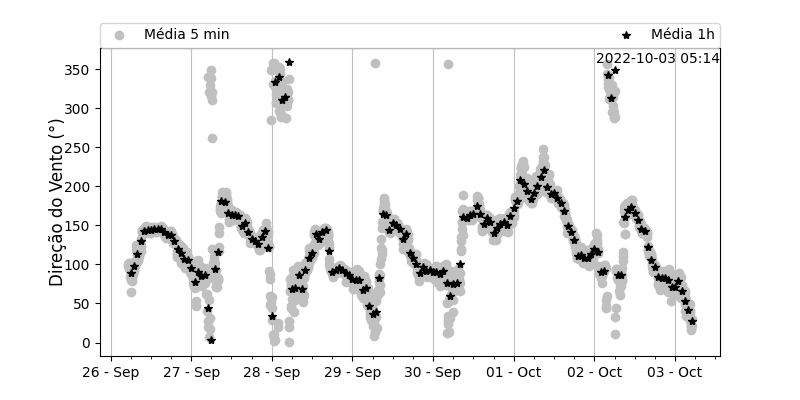 Média 5 min
Média 1h
2022-10-03 05:14
Direção do Vento (°)
350
300
250
200
150
100
50
0
26 - Sep
27 - Sep
28 - Sep
29 - Sep
30 - Sep
01 - Oct
02 - Oct
03 - Oct